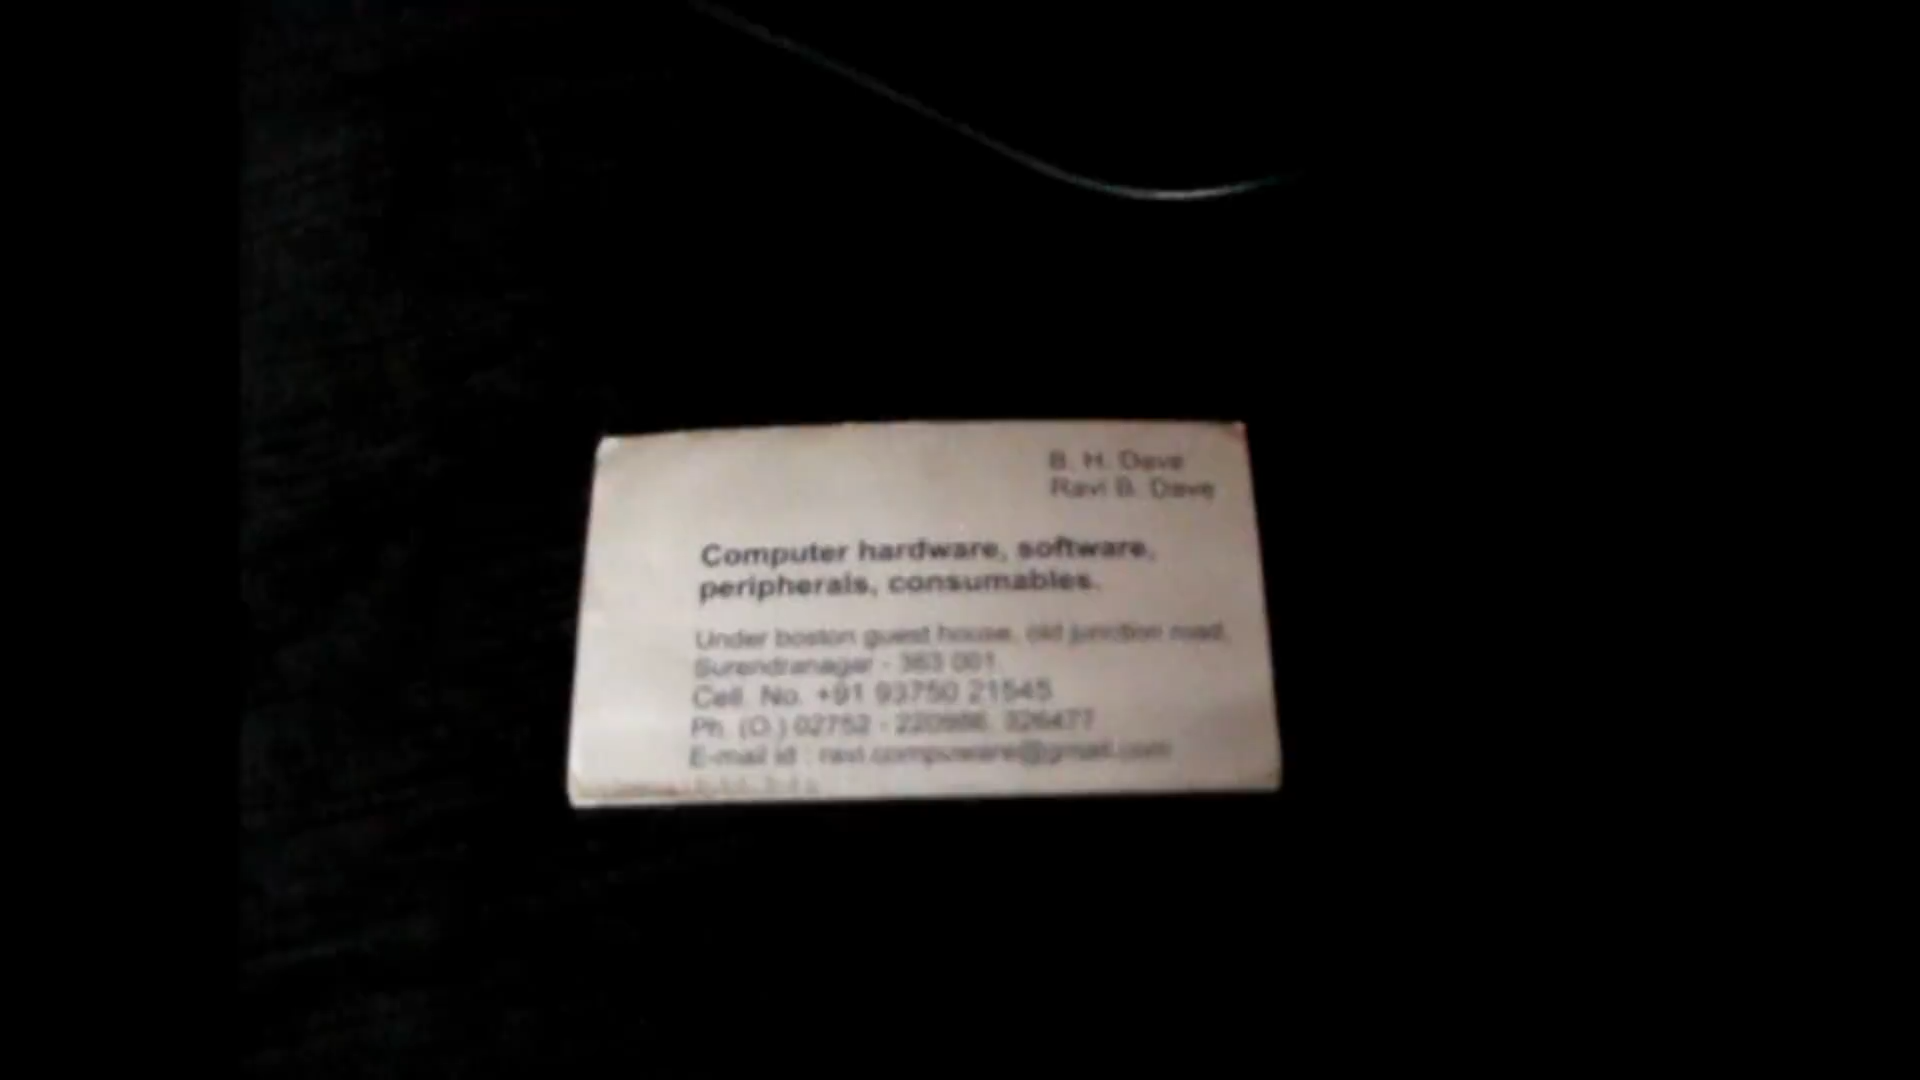 B. H. Dave
Ravi B. Dave
Computer hardware, software,
peripherals, consumables.
Under boston guest house, old junction road,
Surendranagar - 363 001.
Cell. No. +91 93750 21545
Ph. (O.) 02752 -
E-mail id :